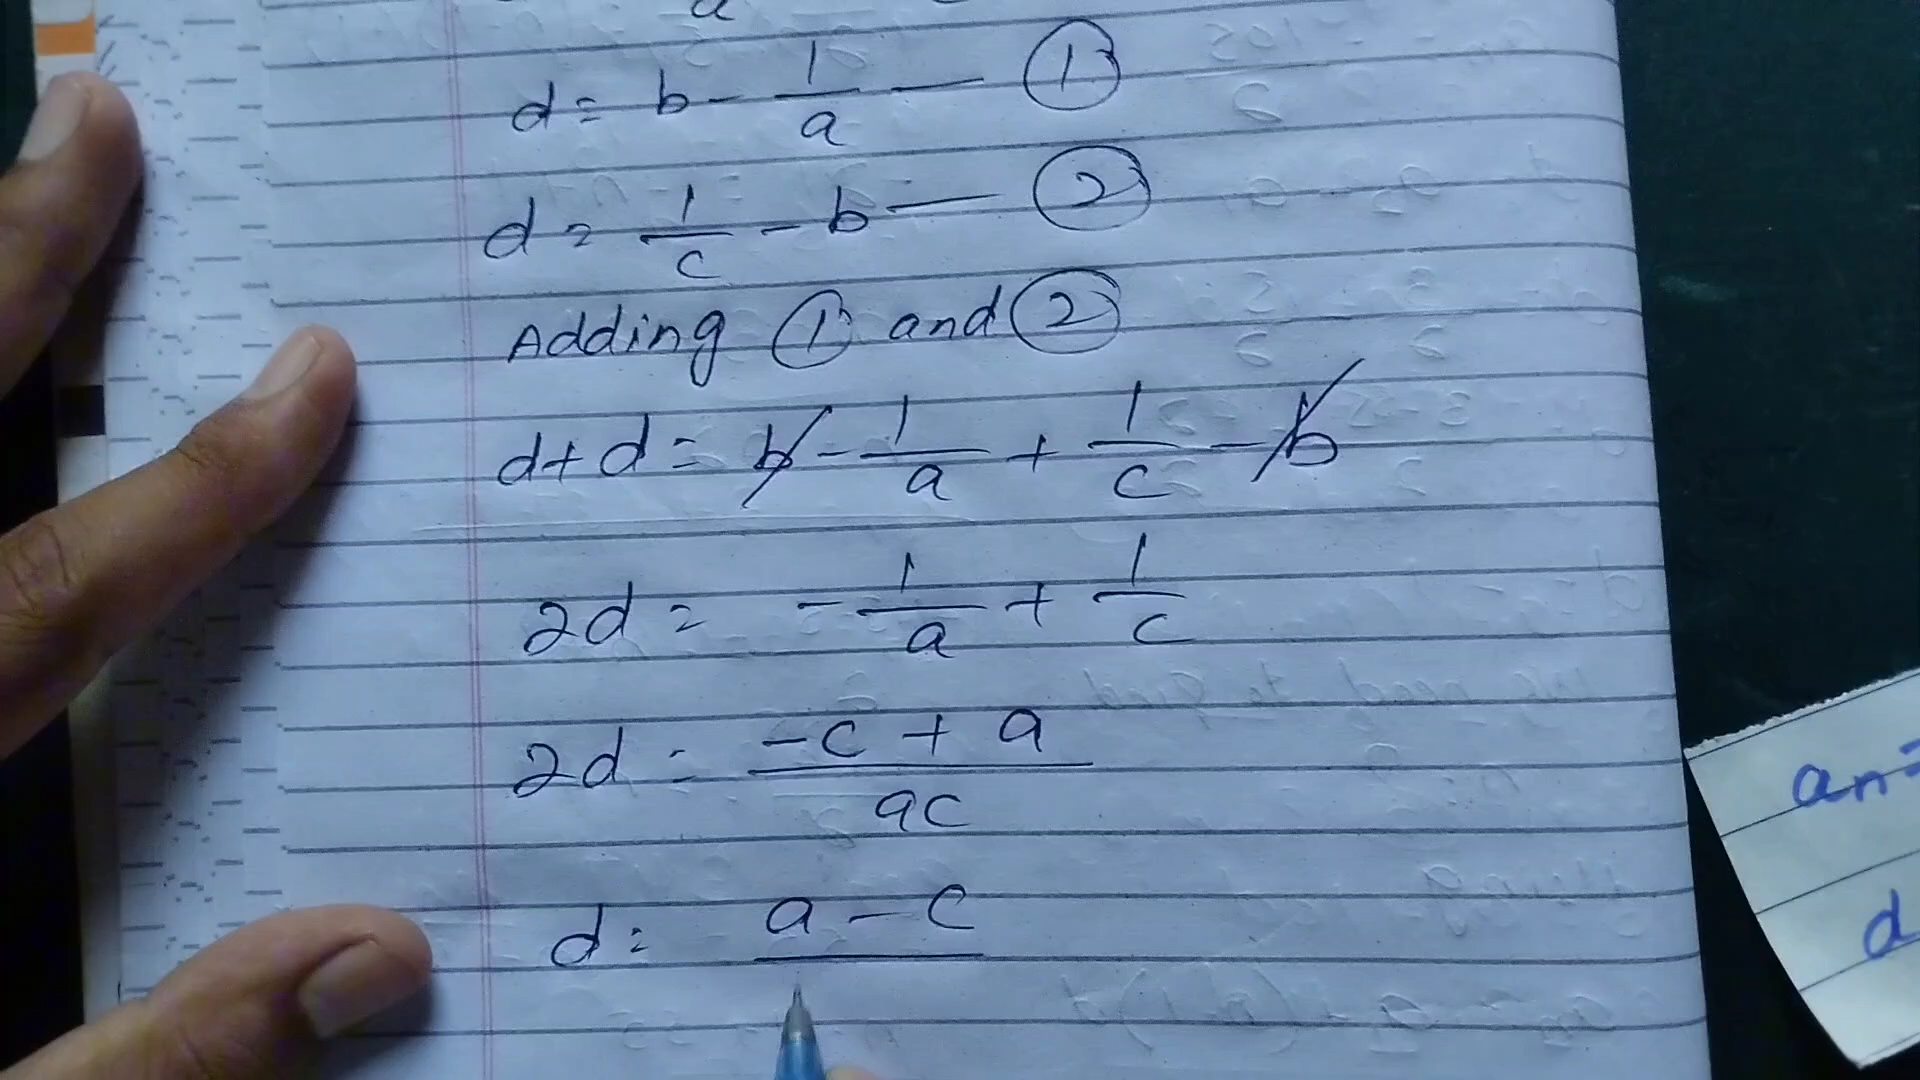 a
d = b - 1/a — ①
d = 1/c - b — ②
Adding ① and ②
d + d = b - 1/a + 1/c - b
2d = - 1/a + 1/c
2d = (-c + a)/ac
d = a - c
an =
d